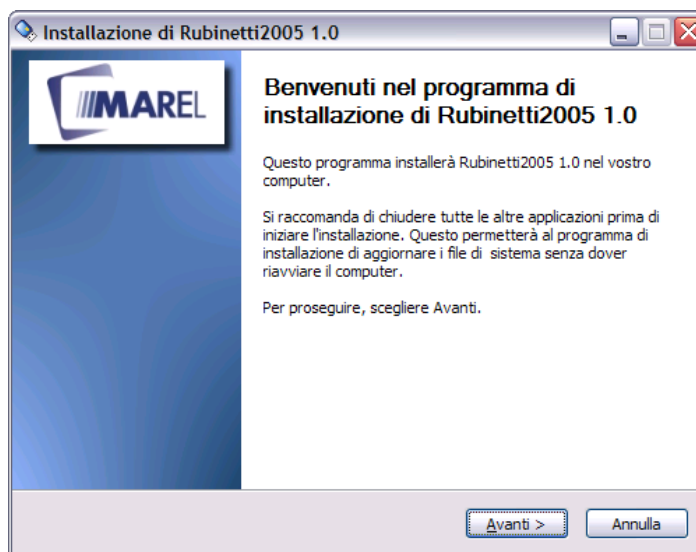 Installazione di Rubinetti2005 1.0
MAREL
Benvenuti nel programma di
installazione di Rubinetti2005 1.0
Questo programma installerà Rubinetti2005 1.0 nel vostro
computer.
Si raccomanda di chiudere tutte le altre applicazioni prima di
iniziare l'installazione. Questo permetterà al programma di
installazione di aggiornare i file di sistema senza dover
riavviare il computer.
Per proseguire, scegliere Avanti.
Avanti >
Annulla